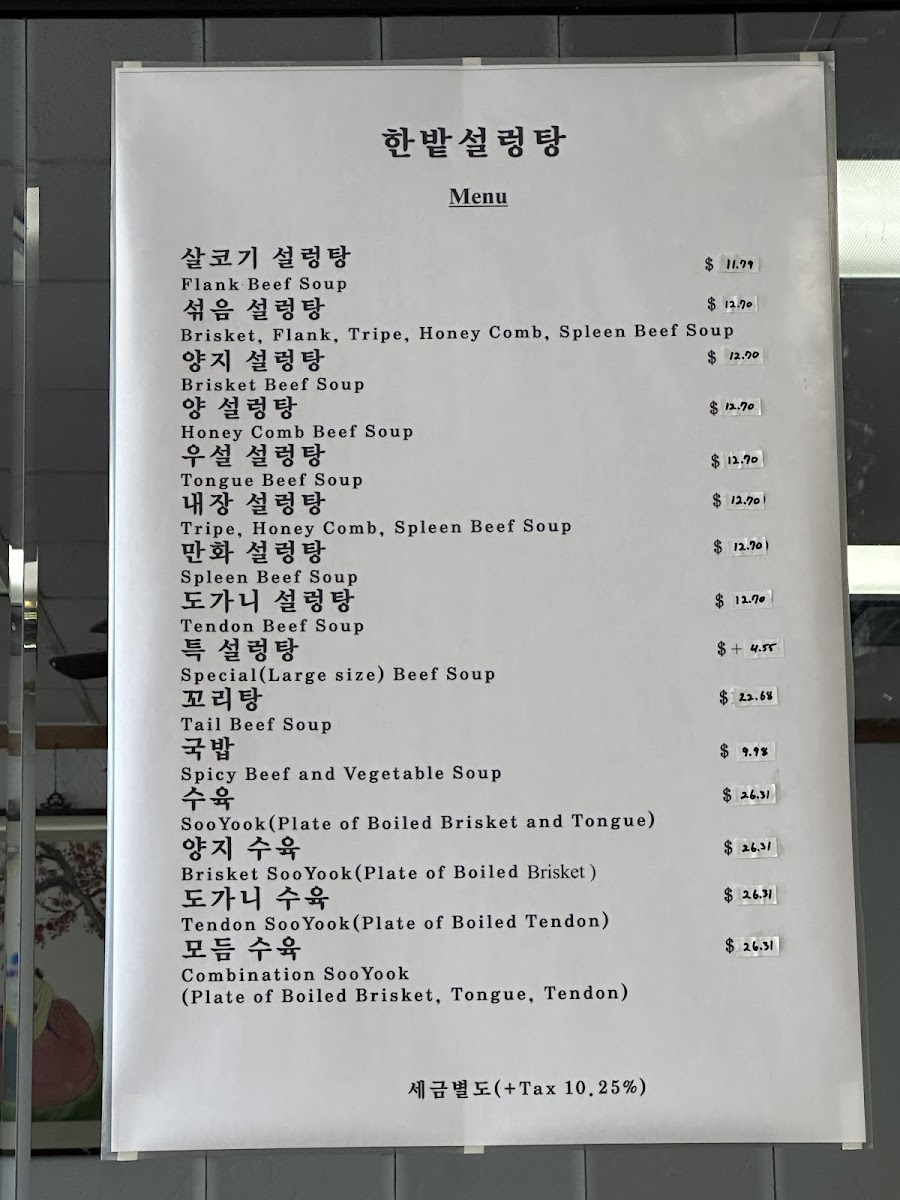 한밭설렁탕
Menu
살코기 설렁탕 $ 11.79
Flank Beef Soup
섞음 설렁탕 $ 12.70
Brisket, Flank, Tripe, Honey Comb, Spleen Beef Soup
양지 설렁탕 $ 12.70
Brisket Beef Soup
양 설렁탕 $ 12.70
Honey Comb Beef Soup
우설 설렁탕 $ 12.70
Tongue Beef Soup
내장 설렁탕 $ 12.70
Tripe, Honey Comb, Spleen Beef Soup
만화 설렁탕 $ 12.70
Spleen Beef Soup
도가니 설렁탕 $ 12.70
Tendon Beef Soup
특 설렁탕 $ + 4.55
Special(Large size) Beef Soup
꼬리탕 $ 22.68
Tail Beef Soup
국밥 $ 9.98
Spicy Beef and Vegetable Soup
수육 $ 26.31
SooYook(Plate of Boiled Brisket and Tongue)
양지 수육 $ 26.31
Brisket SooYook(Plate of Boiled Brisket )
도가니 수육 $ 26.31
Tendon SooYook(Plate of Boiled Tendon)
모듬 수육 $ 26.31
Combination SooYook
(Plate of Boiled Brisket, Tongue, Tendon)
세금별도(+Tax 10.25%)